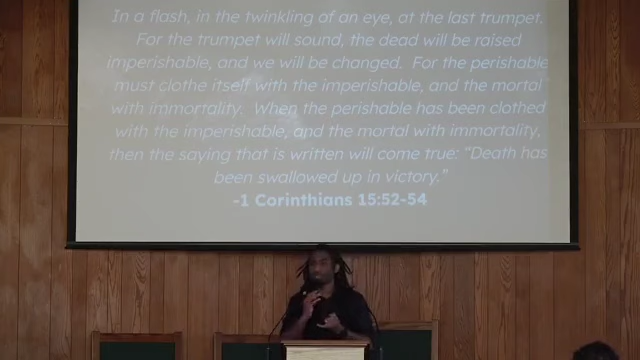 In a flash, in the twinkling of an eye, at the last trumpet.
For the trumpet will sound, the dead will be raised
imperishable, and we will be changed. For the perishable
must clothe itself with the imperishable, and the mortal
with immortality. When the perishable has been clothed
with the imperishable, and the mortal with immortality,
then the saying that is written will come true: “Death has
been swallowed up in victory.”
-1 Corinthians 15:52-54